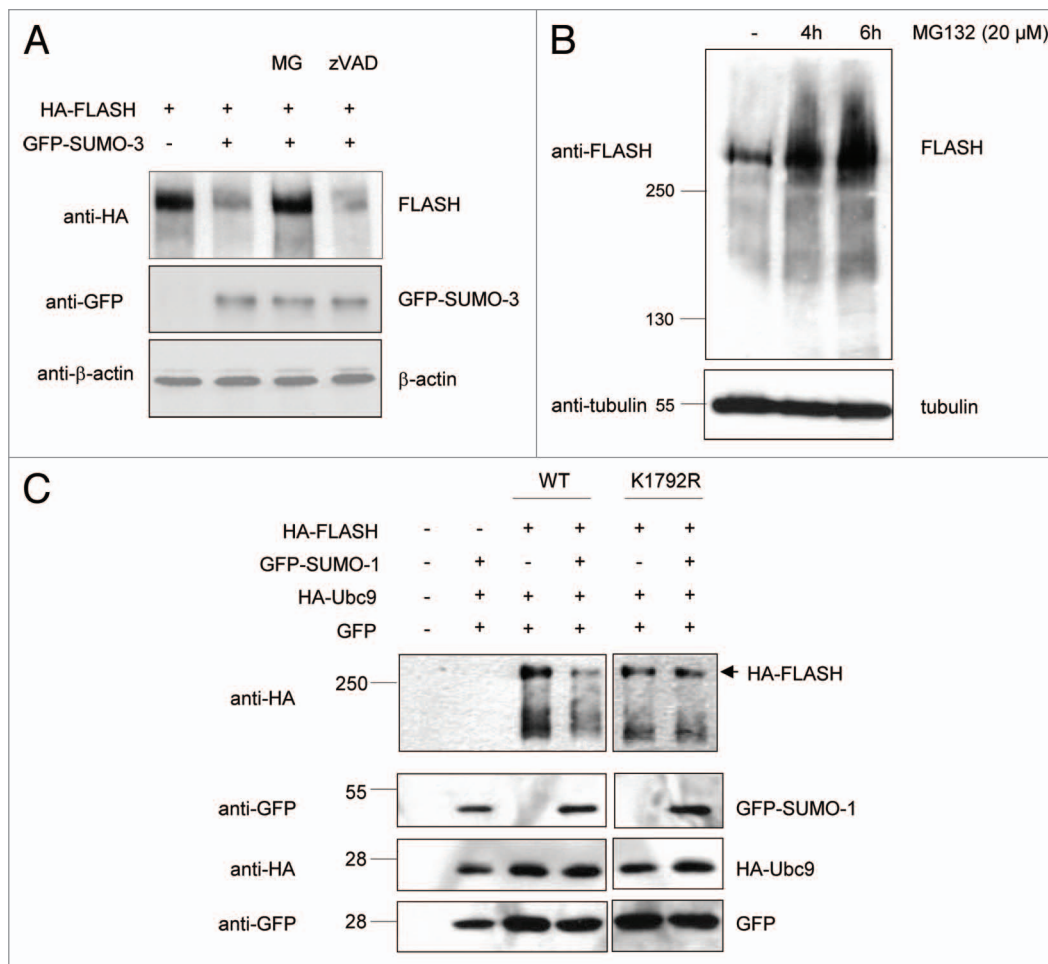 A
MG zVAD
HA-FLASH + + + +
GFP-SUMO-3 - + + +
anti-HA FLASH
anti-GFP GFP-SUMO-3
anti-β-actin β-actin
B
- 4h 6h MG132 (20 µM)
anti-FLASH FLASH
250
130
anti-tubulin 55 tubulin
C
WT K1792R
HA-FLASH - - + + + +
GFP-SUMO-1 - + - + - +
HA-Ubc9 - + + + + +
GFP - + + + + +
250 HA-FLASH
anti-HA
55
anti-GFP GFP-SUMO-1
anti-HA 28 HA-Ubc9
anti-GFP 28 GFP